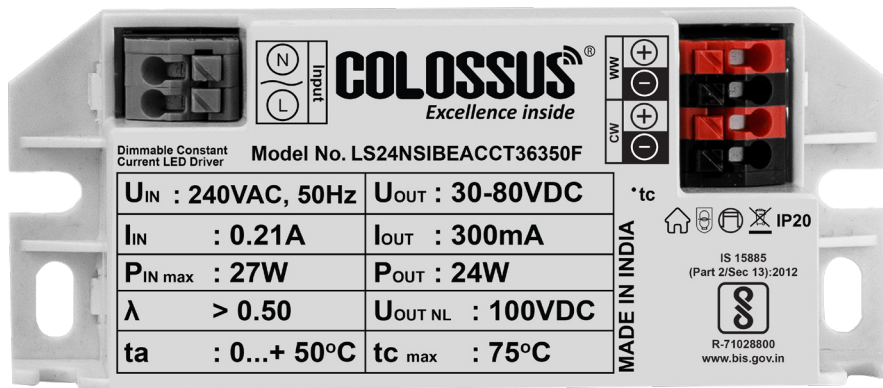 N
L
Input
COLOSSUS®
Excellence inside
WW
+
-
CW
+
-
Dimmable Constant
Current LED Driver
Model No. LS24NSIBEACCT36350F
UIN : 240VAC, 50Hz
UOUT : 30-80VDC
IIN : 0.21A
IOUT : 300mA
PIN max : 27W
POUT : 24W
λ > 0.50
UOUT NL : 100VDC
ta : 0...+ 50°C
tc max : 75°C
MADE IN INDIA
•tc
IP20
IS 15885
(Part 2/Sec 13):2012
R-71028800
www.bis.gov.in